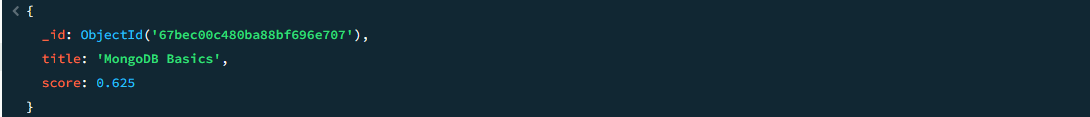 {
_id: ObjectId('67bec00c480ba88bf696e707'),
title: 'MongoDB Basics',
score: 0.625
}